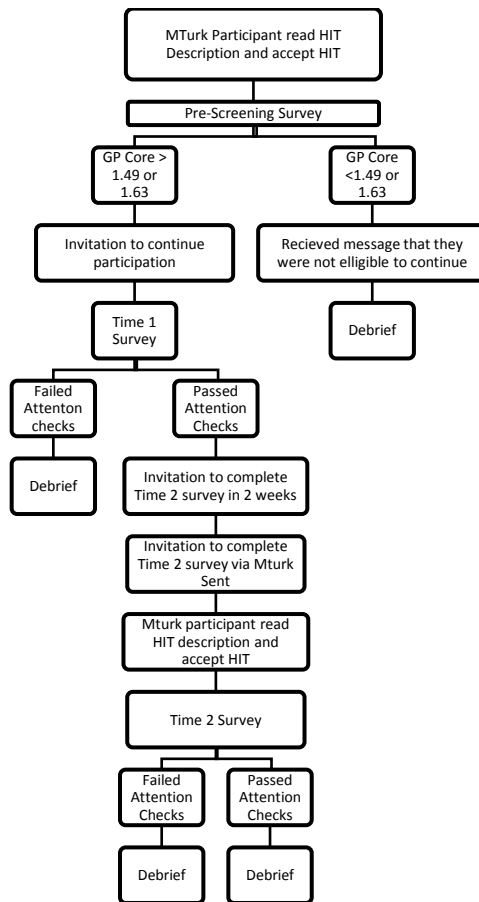 MTurk Participant read HIT
Description and accept HIT
Pre-Screening Survey
GP Core >
1.49 or
1.63
GP Core
<1.49 or
1.63
Invitation to continue
participation
Recieved message that they
were not elligible to continue
Time 1
Survey
Debrief
Failed
Attenton
checks
Passed
Attention
Checks
Debrief
Invitation to complete
Time 2 survey in 2 weeks
Invitation to complete
Time 2 survey via Mturk
Sent
Mturk participant read
HIT description and
accept HIT
Time 2 Survey
Failed
Attention
Checks
Passed
Attention
Checks
Debrief
Debrief